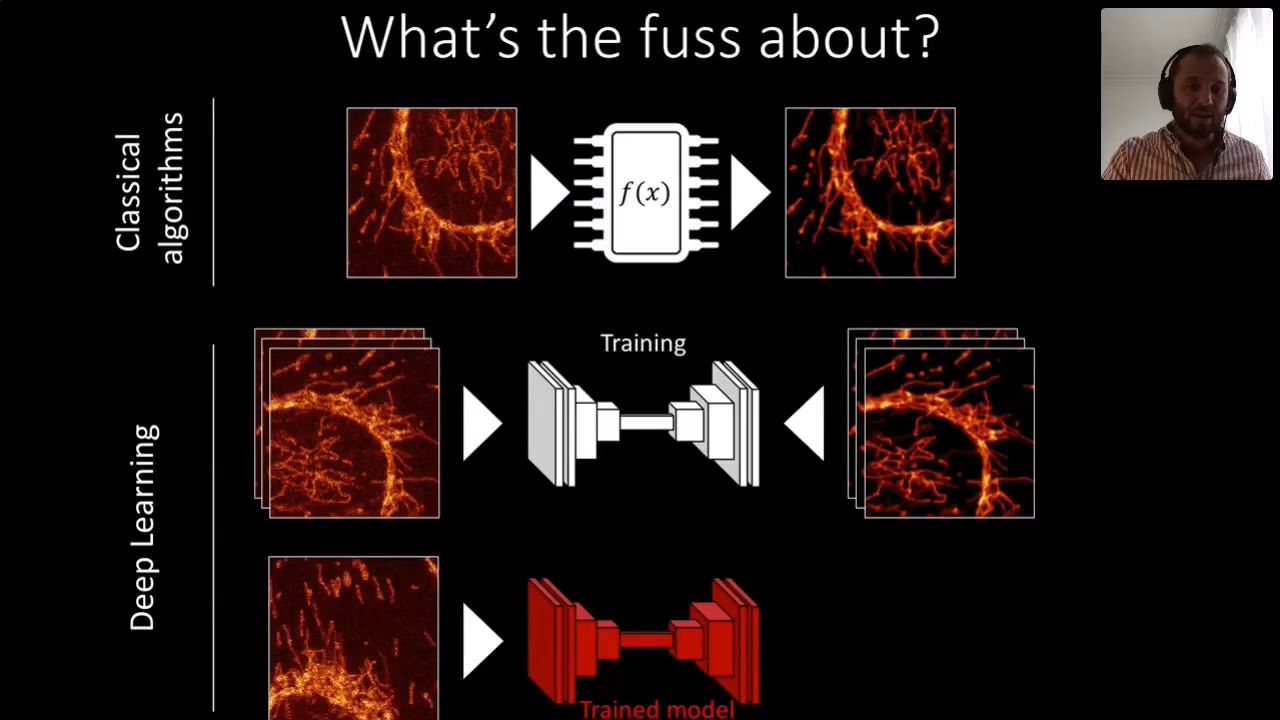 What's the fuss about?
Classical
algorithms
f(x)
Deep Learning
Training
Trained model